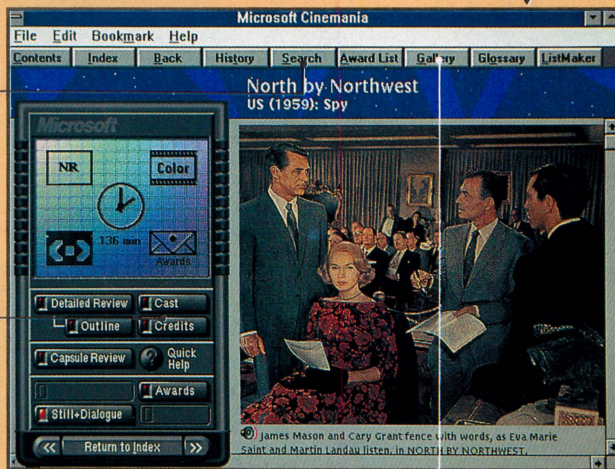 Microsoft Cinemania
File Edit Bookmark Help
Contents Index Back History Search Award List Gallery Glossary ListMaker
North by Northwest
US (1959): Spy
Microsoft
NR Color
136 min
Awards
Detailed Review Cast
Outline Credits
Capsule Review ? Quick Help
Awards
Still+Dialogue
<< Return to Index >>
James Mason and Cary Grant fence with words, as Eva Marie
Saint and Martin Landau listen, in NORTH BY NORTHWEST.